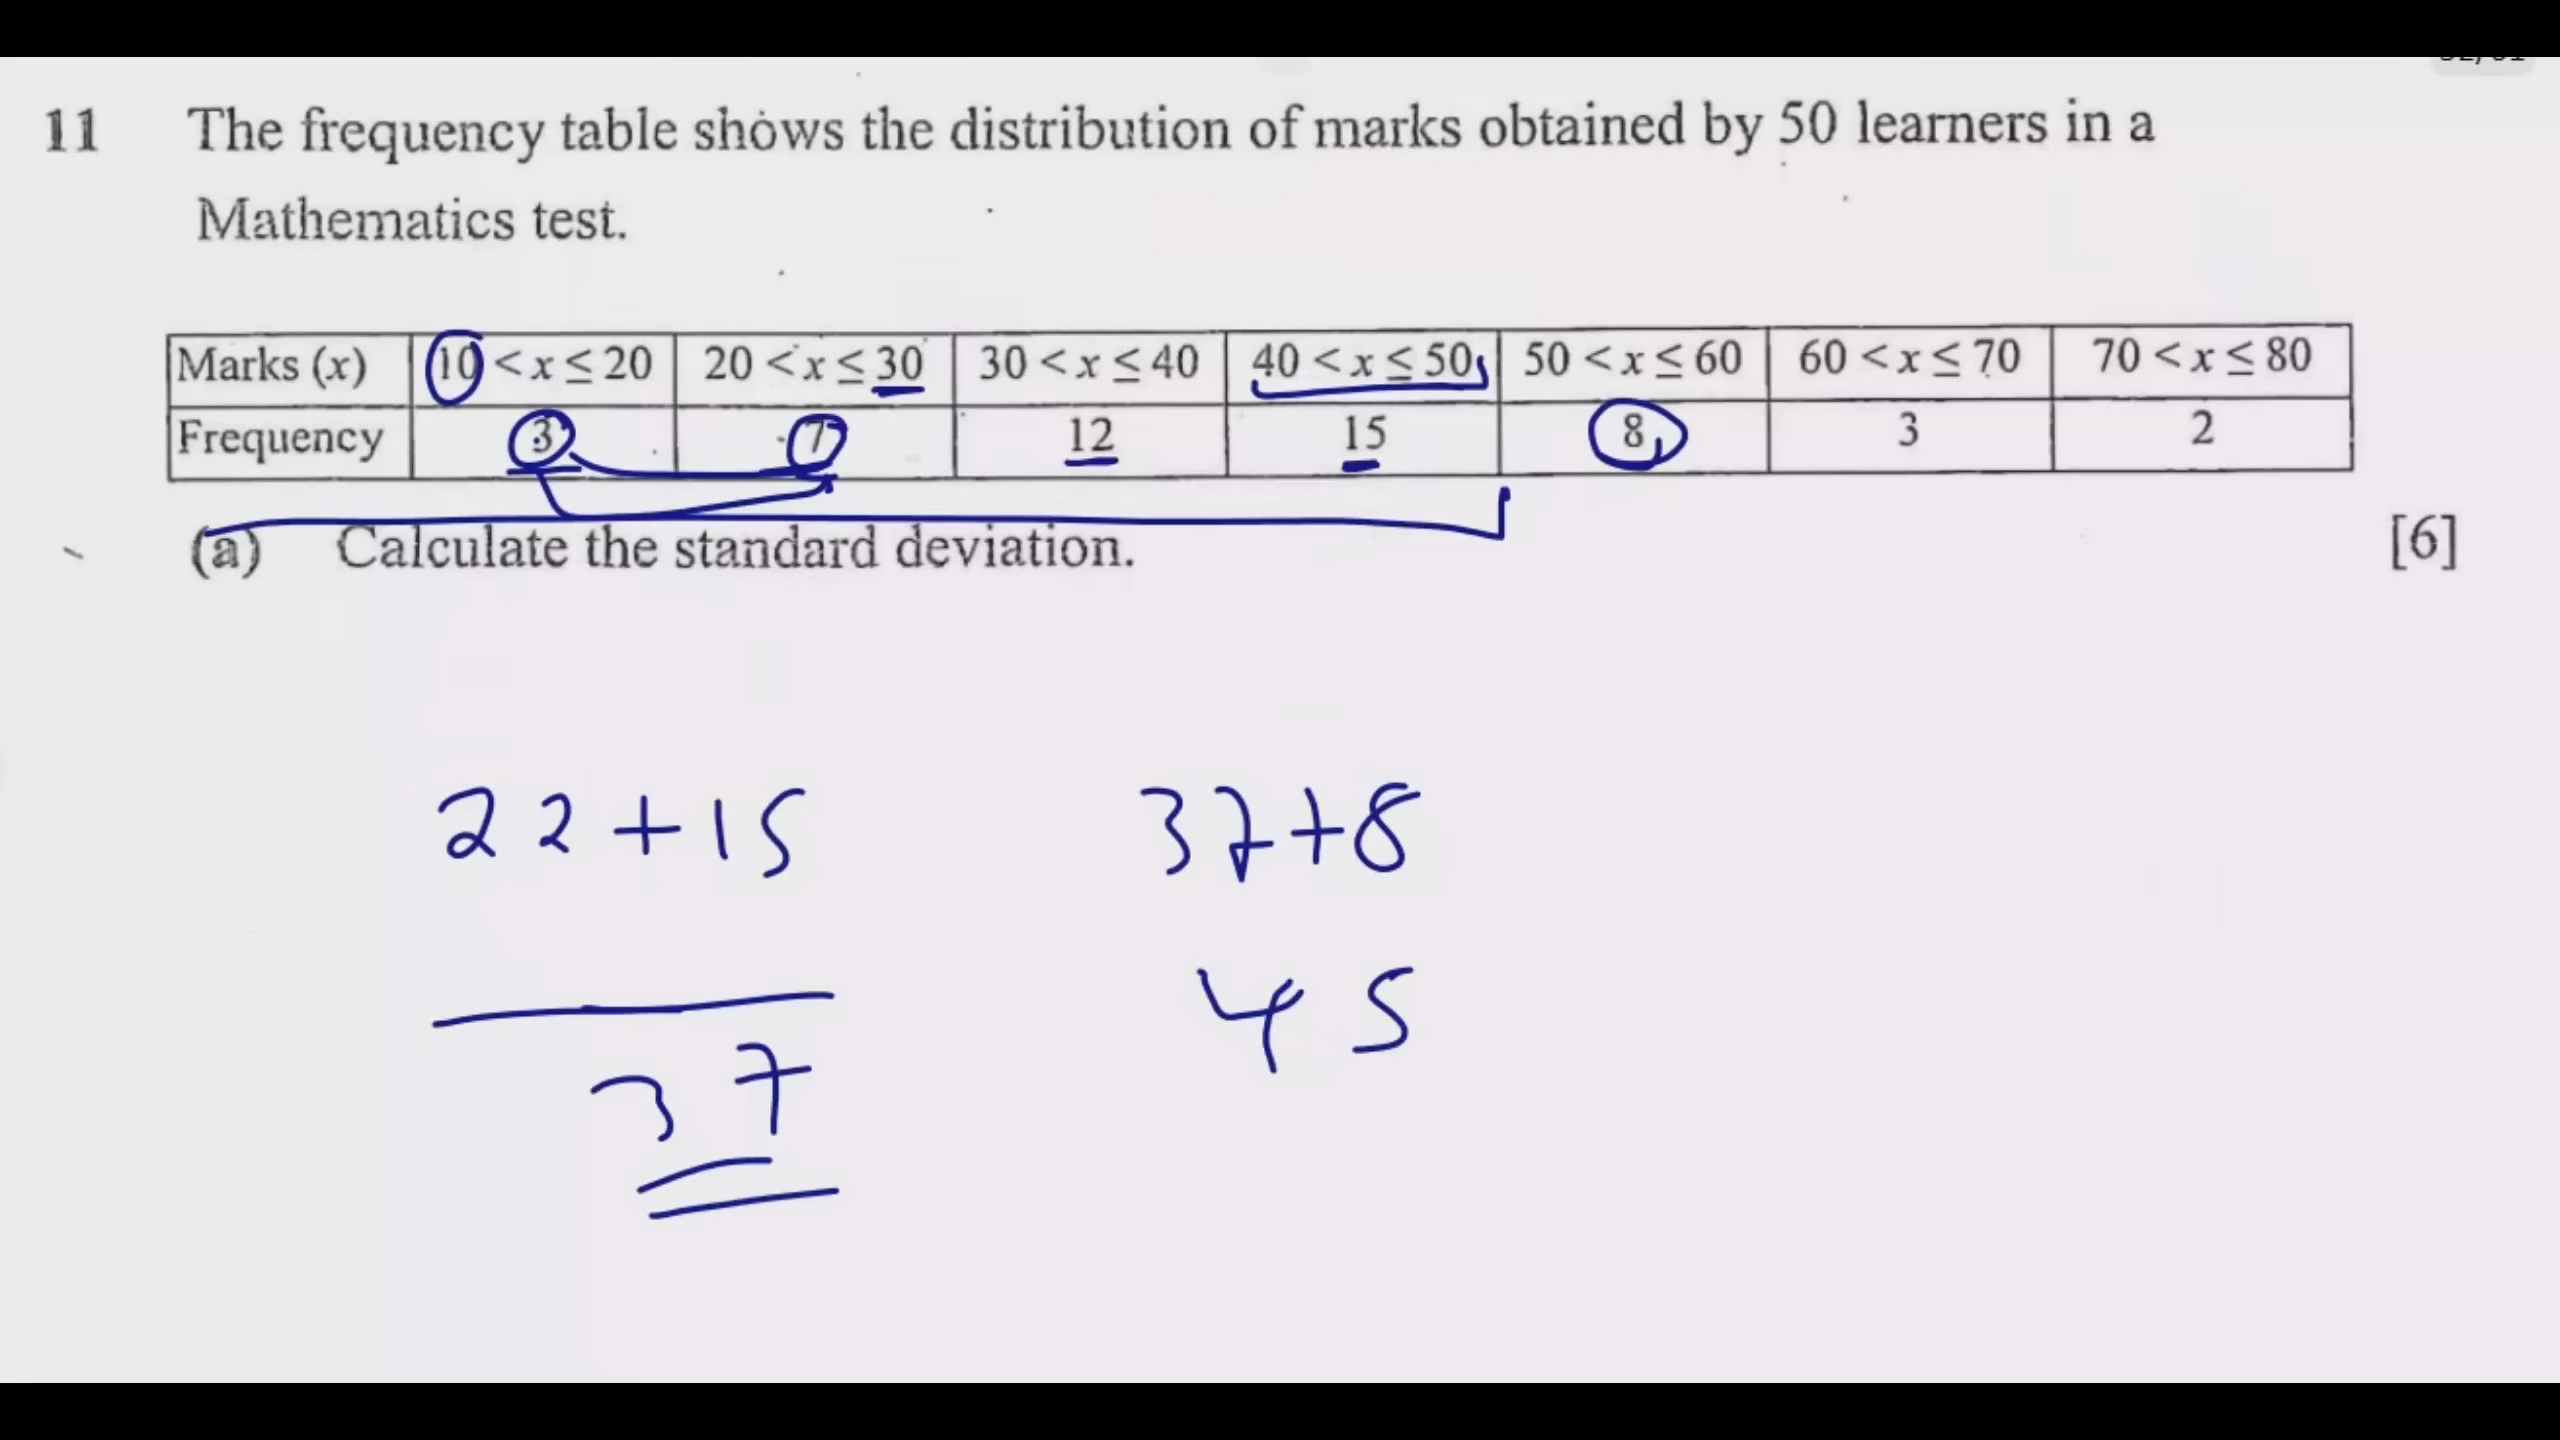 11 The frequency table shows the distribution of marks obtained by 50 learners in a
Mathematics test.
Marks (x) 10 < x ≤ 20 20 < x ≤ 30 30 < x ≤ 40 40 < x ≤ 50 50 < x ≤ 60 60 < x ≤ 70 70 < x ≤ 80
Frequency 3 7 12 15 8 3 2
(a) Calculate the standard deviation. [6]
22+15 37+8
45
37